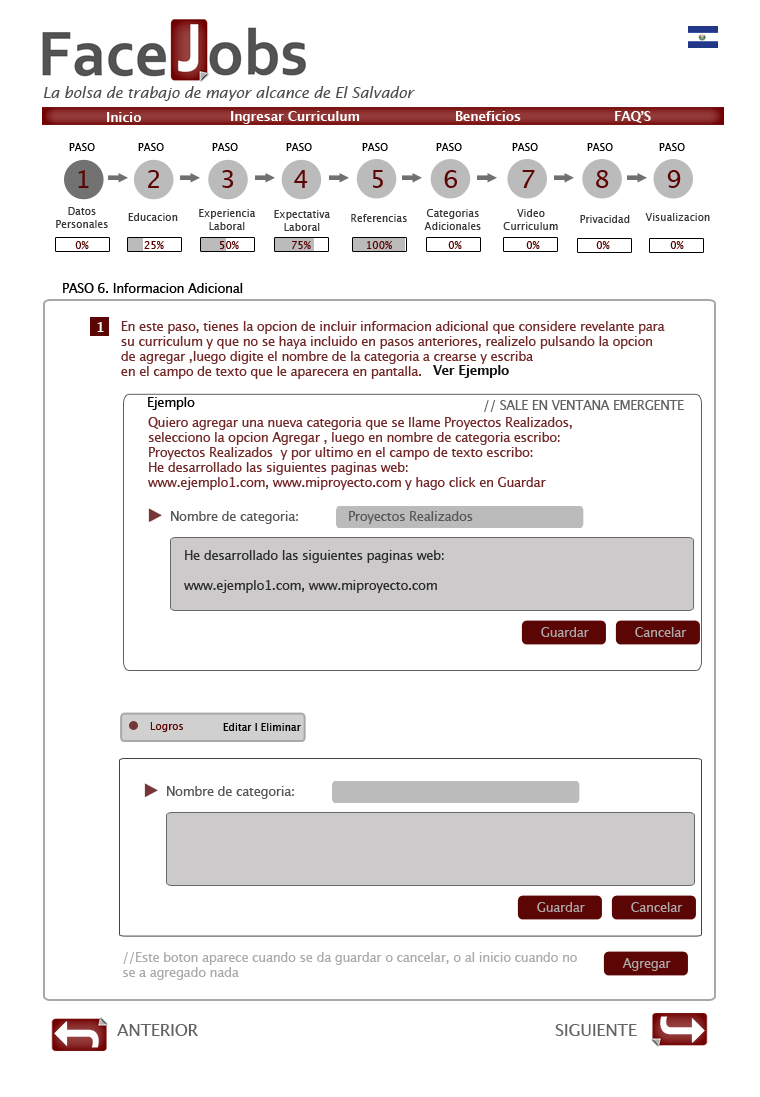 FaceJobs
La bolsa de trabajo de mayor alcance de El Salvador
Inicio Ingresar Curriculum Beneficios FAQ'S
PASO PASO PASO PASO PASO PASO PASO PASO PASO
1 2 3 4 5 6 7 8 9
Datos Personales Educacion Experiencia Laboral Expectativa Laboral Referencias Categorias Adicionales Video Curriculum Privacidad Visualizacion
0% 25% 50% 75% 100% 0% 0% 0% 0%
PASO 6. Informacion Adicional
1 En este paso, tienes la opcion de incluir informacion adicional que considere revelante para
su curriculum y que no se haya incluido en pasos anteriores, realizelo pulsando la opcion
de agregar ,luego digite el nombre de la categoria a crearse y escriba
en el campo de texto que le aparecera en pantalla. Ver Ejemplo
Ejemplo // SALE EN VENTANA EMERGENTE
Quiero agregar una nueva categoria que se llame Proyectos Realizados,
selecciono la opcion Agregar , luego en nombre de categoria escribo:
Proyectos Realizados y por ultimo en el campo de texto escribo:
He desarrollado las siguientes paginas web:
www.ejemplo1.com, www.miproyecto.com y hago click en Guardar
Nombre de categoria: Proyectos Realizados
He desarrollado las siguientes paginas web:
www.ejemplo1.com, www.miproyecto.com
Guardar Cancelar
Logros Editar I Eliminar
Nombre de categoria:
Guardar Cancelar
//Este boton aparece cuando se da guardar o cancelar, o al inicio cuando no
se a agregado nada
Agregar
ANTERIOR SIGUIENTE